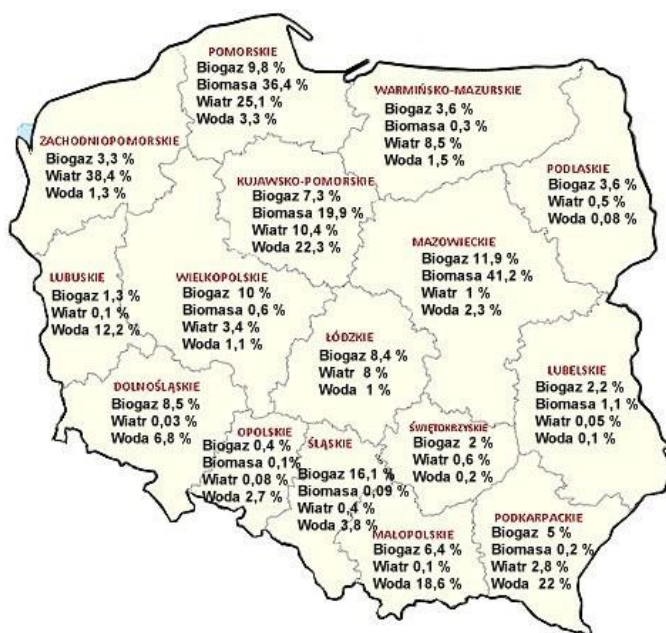 POMORSKIE
Biogaz 9,8 %
Biomasa 36,4 %
Wiatr 25,1 %
Woda 3,3 %
WARMIŃSKO-MAZURSKIE
Biogaz 3,6 %
Biomasa 0,3 %
Wiatr 8,5 %
Woda 1,5 %
ZACHODNIOPOMORSKIE
Biogaz 3,3 %
Wiatr 38,4 %
Woda 1,3 %
KUJAWSKO-POMORSKIE
Biogaz 7,3 %
Biomasa 19,9 %
Wiatr 10,4 %
Woda 22,3 %
PODLASKIE
Biogaz 3,6 %
Wiatr 0,5 %
Woda 0,08 %
MAZOWIECKIE
Biogaz 11,9 %
Biomasa 41,2 %
Wiatr 1 %
Woda 2,3 %
LUBUSKIE
Biogaz 1,3 %
Wiatr 0,1 %
Woda 12,2 %
WIELKOPOLSKIE
Biogaz 10 %
Biomasa 0,6 %
Wiatr 3,4 %
Woda 1,1 %
ŁÓDZKIE
Biogaz 8,4 %
Wiatr 8 %
Woda 1 %
LUBELSKIE
Biogaz 2,2 %
Biomasa 1,1 %
Wiatr 0,05 %
Woda 0,1 %
DOLNOŚLĄSKIE
Biogaz 8,5 %
Wiatr 0,03 %
Woda 6,8 %
OPOLSKIE
Biogaz 0,4 %
Biomasa 0,1%
Wiatr 0,08 %
Woda 2,7 %
ŚLĄSKIE
Biogaz 16,1 %
Biomasa 0,09 %
Wiatr 0,4 %
Woda 3,8 %
ŚWIĘTOKRZYSKIE
Biogaz 2 %
Wiatr 0,6 %
Woda 0,2 %
MAŁOPOLSKIE
Biogaz 6,4 %
Wiatr 0,1 %
Woda 18,6 %
PODKARPACKIE
Biogaz 5 %
Biomasa 0,2 %
Wiatr 2,8 %
Woda 22 %